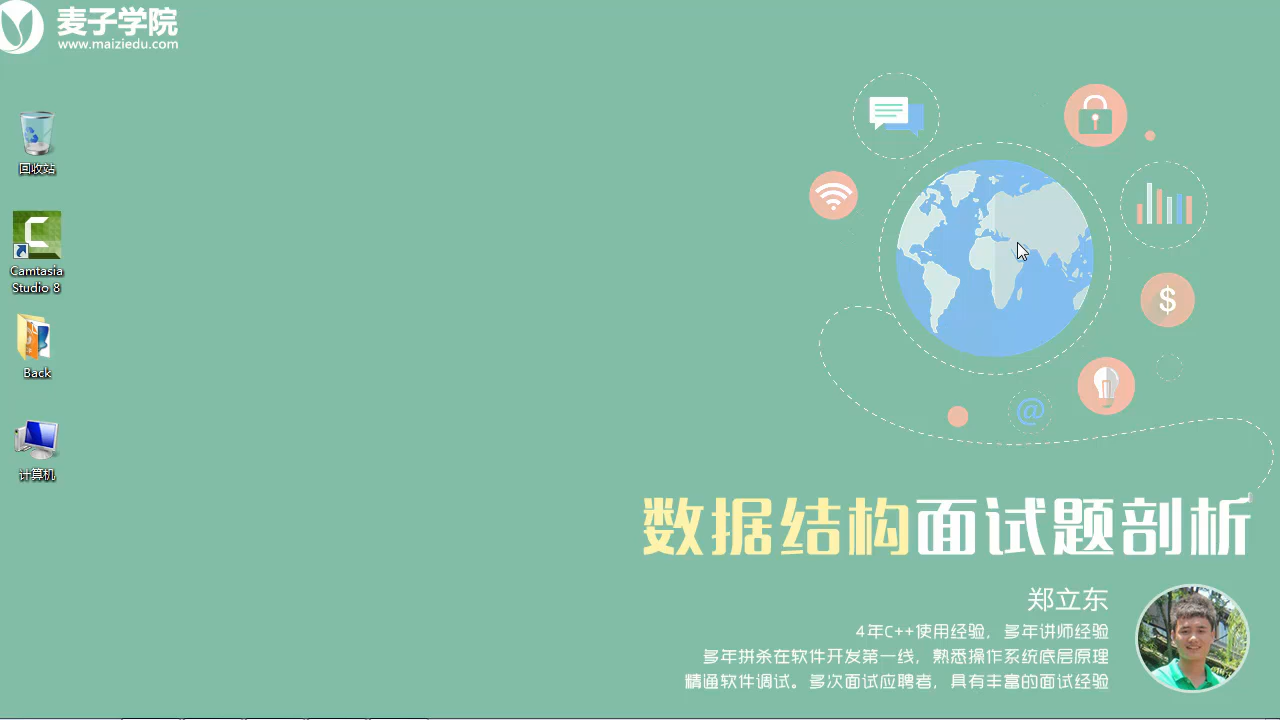 麦子学院
www.maiziedu.com
回收站
Camtasia
Studio 8
Back
计算机
$
@
数据结构面试题剖析
郑立东
4年C++使用经验，多年讲师经验
多年拼杀在软件开发第一线，熟悉操作系统底层原理
精通软件调试。多次面试应聘者，具有丰富的面试经验